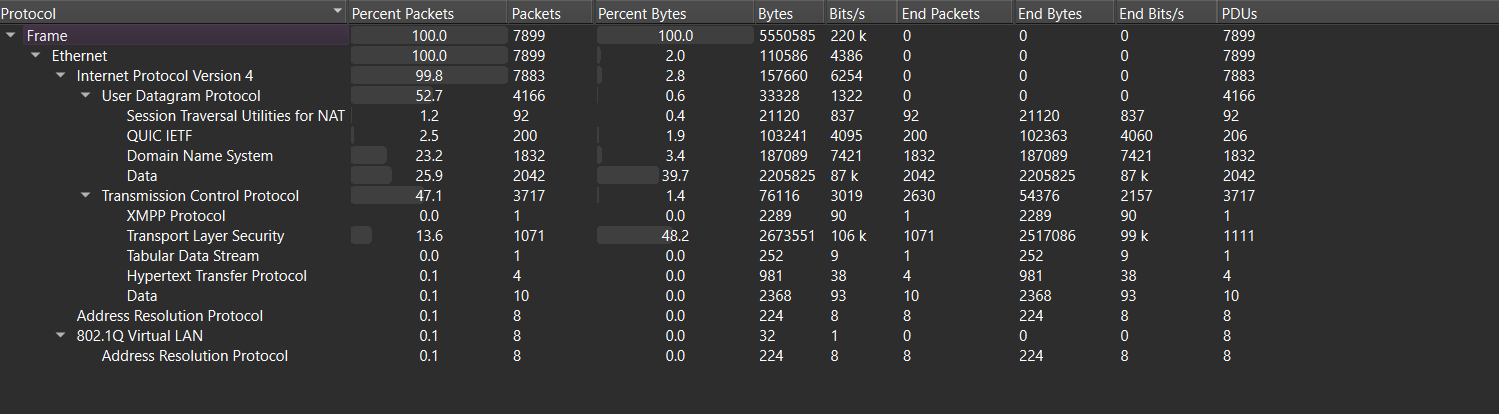 Protocol Percent Packets Packets Percent Bytes Bytes Bits/s End Packets End Bytes End Bits/s PDUs
Frame 100.0 7899 100.0 5550585 220 k 0 0 0 7899
Ethernet 100.0 7899 2.0 110586 4386 0 0 0 7899
Internet Protocol Version 4 99.8 7883 2.8 157660 6254 0 0 0 7883
User Datagram Protocol 52.7 4166 0.6 33328 1322 0 0 0 4166
Session Traversal Utilities for NAT 1.2 92 0.4 21120 837 92 21120 837 92
QUIC IETF 2.5 200 1.9 103241 4095 200 102363 4060 206
Domain Name System 23.2 1832 3.4 187089 7421 1832 187089 7421 1832
Data 25.9 2042 39.7 2205825 87 k 2042 2205825 87 k 2042
Transmission Control Protocol 47.1 3717 1.4 76116 3019 2630 54376 2157 3717
XMPP Protocol 0.0 1 0.0 2289 90 1 2289 90 1
Transport Layer Security 13.6 1071 48.2 2673551 106 k 1071 2517086 99 k 1111
Tabular Data Stream 0.0 1 0.0 252 9 1 252 9 1
Hypertext Transfer Protocol 0.1 4 0.0 981 38 4 981 38 4
Data 0.1 10 0.0 2368 93 10 2368 93 10
Address Resolution Protocol 0.1 8 0.0 224 8 8 224 8 8
802.1Q Virtual LAN 0.1 8 0.0 32 1 0 0 0 8
Address Resolution Protocol 0.1 8 0.0 224 8 8 224 8 8